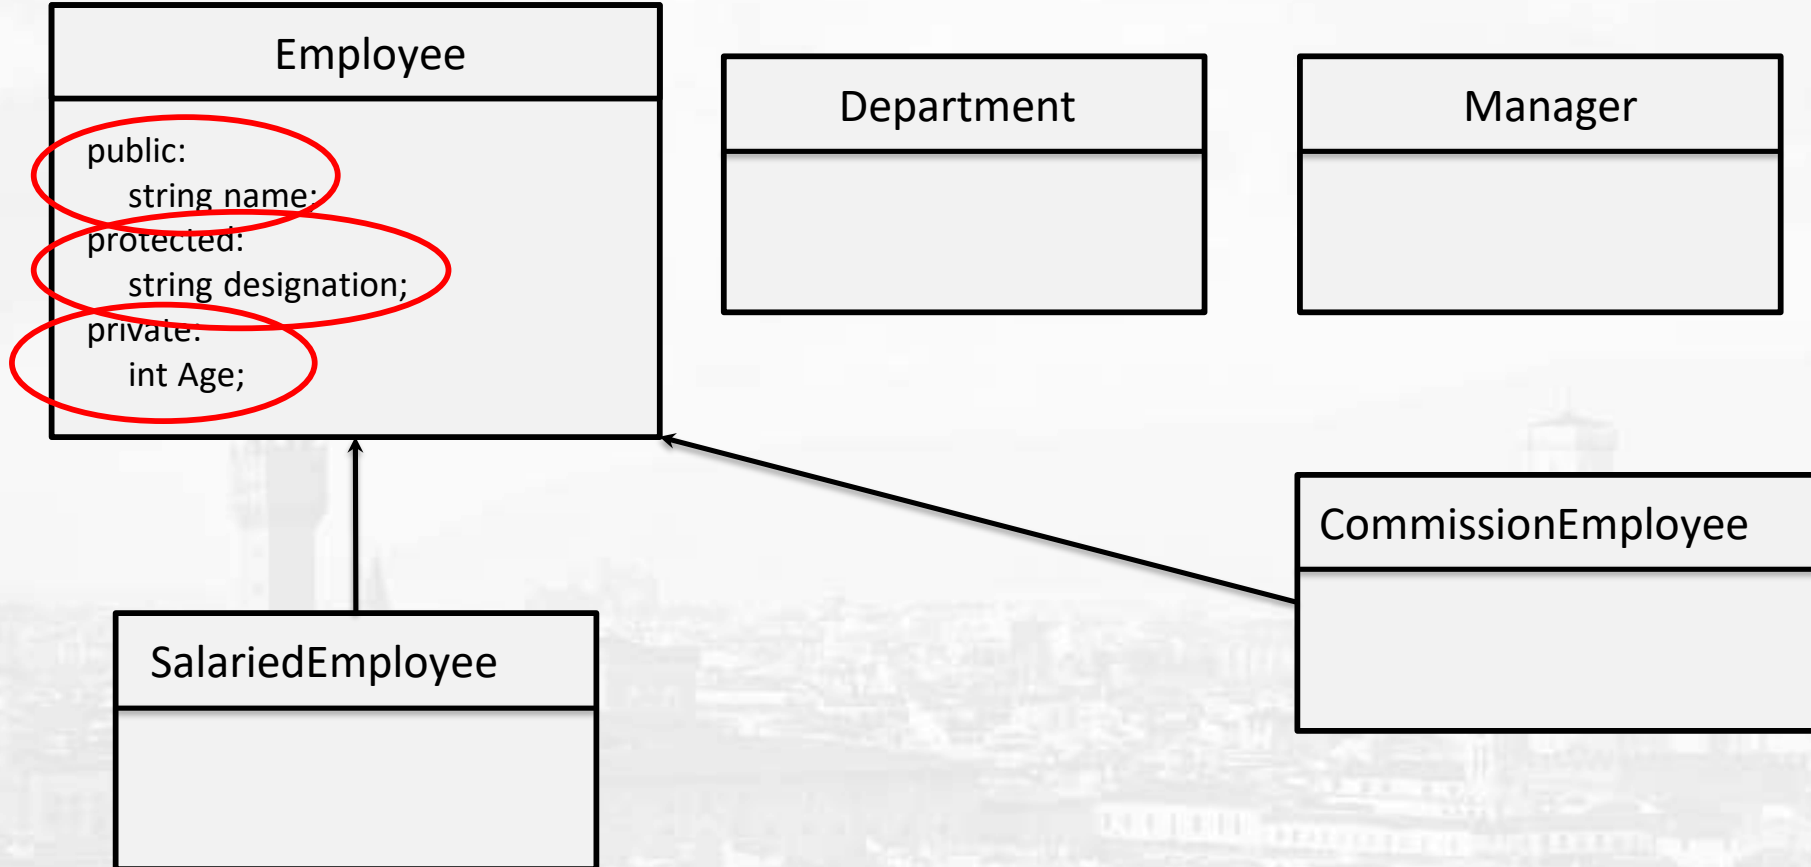 Employee
public:
string name;
protected:
string designation;
private:
int Age;
Department
Manager
CommissionEmployee
SalariedEmployee